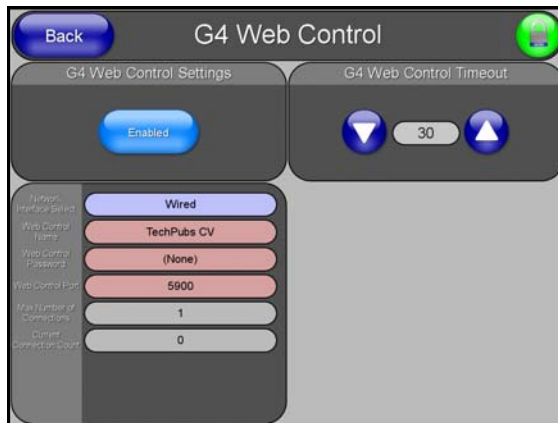 Back
G4 Web Control
G4 Web Control Settings
G4 Web Control Timeout
Enabled
30
Network
Interface Select
Wired
Web Control
Name
TechPubs CV
Web Control
Password
(None)
Web Control Port
5900
Max Number of
Connections
1
Current
Connection Count
0